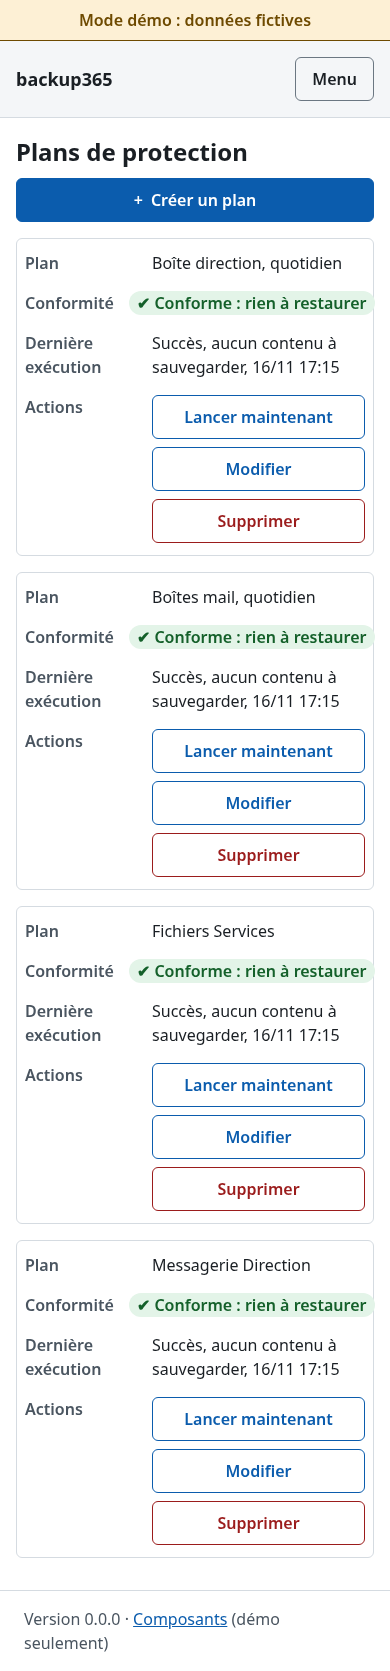 Mode démo : données fictives
backup365
Menu
Plans de protection
+ Créer un plan
Plan
Boîte direction, quotidien
Conformité
✔ Conforme : rien à restaurer
Dernière exécution
Succès, aucun contenu à
sauvegarder, 16/11 17:15
Actions
Lancer maintenant
Modifier
Supprimer
Plan
Boîtes mail, quotidien
Conformité
✔ Conforme : rien à restaurer
Dernière exécution
Succès, aucun contenu à
sauvegarder, 16/11 17:15
Actions
Lancer maintenant
Modifier
Supprimer
Plan
Fichiers Services
Conformité
✔ Conforme : rien à restaurer
Dernière exécution
Succès, aucun contenu à
sauvegarder, 16/11 17:15
Actions
Lancer maintenant
Modifier
Supprimer
Plan
Messagerie Direction
Conformité
✔ Conforme : rien à restaurer
Dernière exécution
Succès, aucun contenu à
sauvegarder, 16/11 17:15
Actions
Lancer maintenant
Modifier
Supprimer
Version 0.0.0 · Composants (démo
seulement)